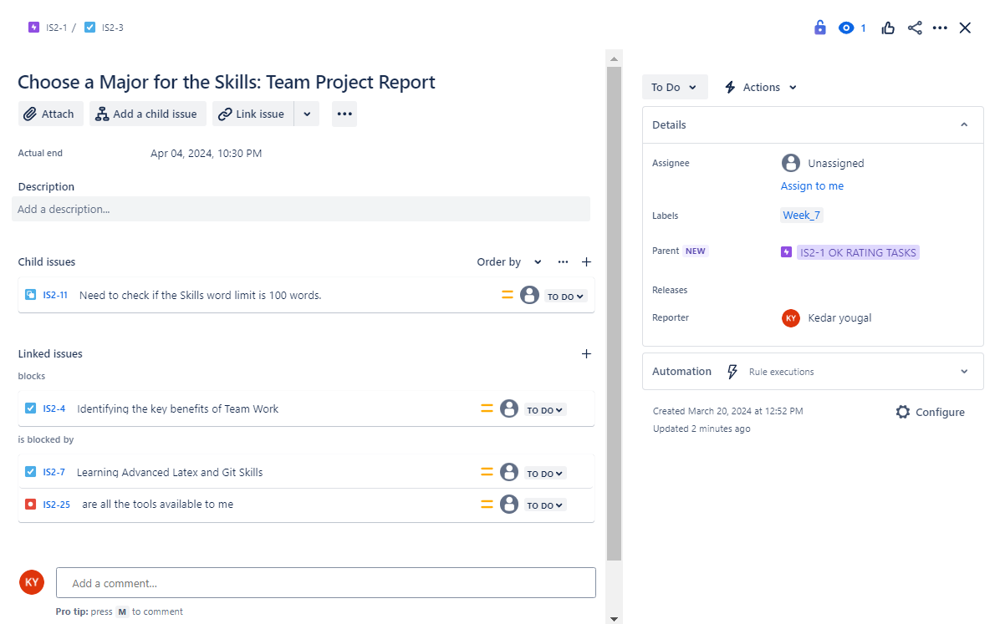 IS2-1 / IS2-3
1
Choose a Major for the Skills: Team Project Report
Attach Add a child issue Link issue
Actual end Apr 04, 2024, 10:30 PM
Description
Add a description...
Child issues Order by
IS2-11 Need to check if the Skills word limit is 100 words. TO DO
Linked issues
blocks
IS2-4 Identifying the key benefits of Team Work TO DO
is blocked by
IS2-7 Learning Advanced Latex and Git Skills TO DO
IS2-25 are all the tools available to me TO DO
KY Add a comment...
Pro tip: press M to comment
To Do Actions
Details
Assignee Unassigned
Assign to me
Labels Week_7
Parent NEW IS2-1 OK RATING TASKS
Releases
Reporter KY Kedar yougal
Automation Rule executions
Created March 20, 2024 at 12:52 PM Configure
Updated 2 minutes ago